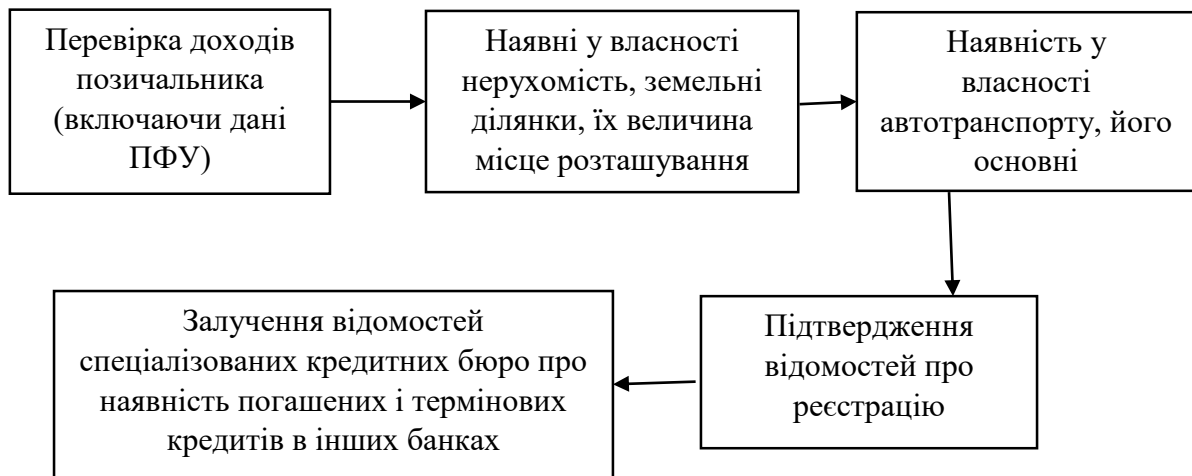 Перевірка доходів
позичальника
(включаючи дані
ПФУ)
Наявні у власності
нерухомість, земельні
ділянки, їх величина
місце розташування
Наявність у
власності
автотранспорту, його
основні
Підтвердження
відомостей про
реєстрацію
Залучення відомостей
спеціалізованих кредитних бюро про
наявність погашених і термінових
кредитів в інших банках